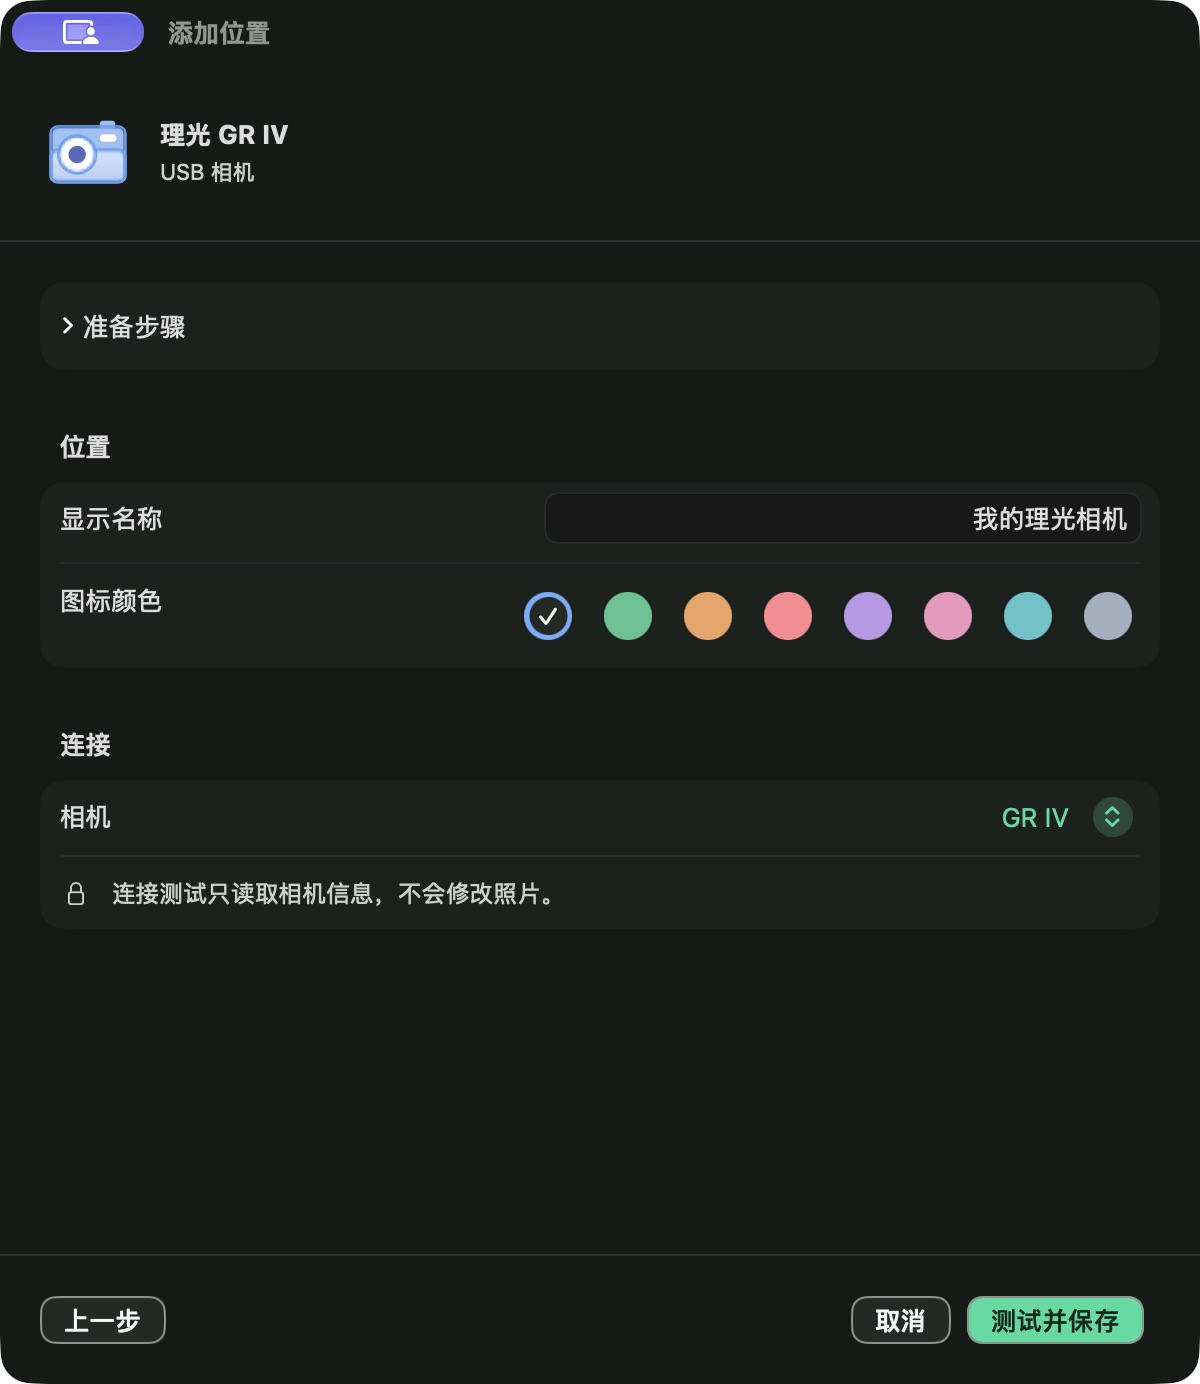 添加位置
理光 GR IV
USB 相机
准备步骤
位置
显示名称
我的理光相机
图标颜色
连接
相机
GR IV
连接测试只读取相机信息，不会修改照片。
上一步
取消
测试并保存